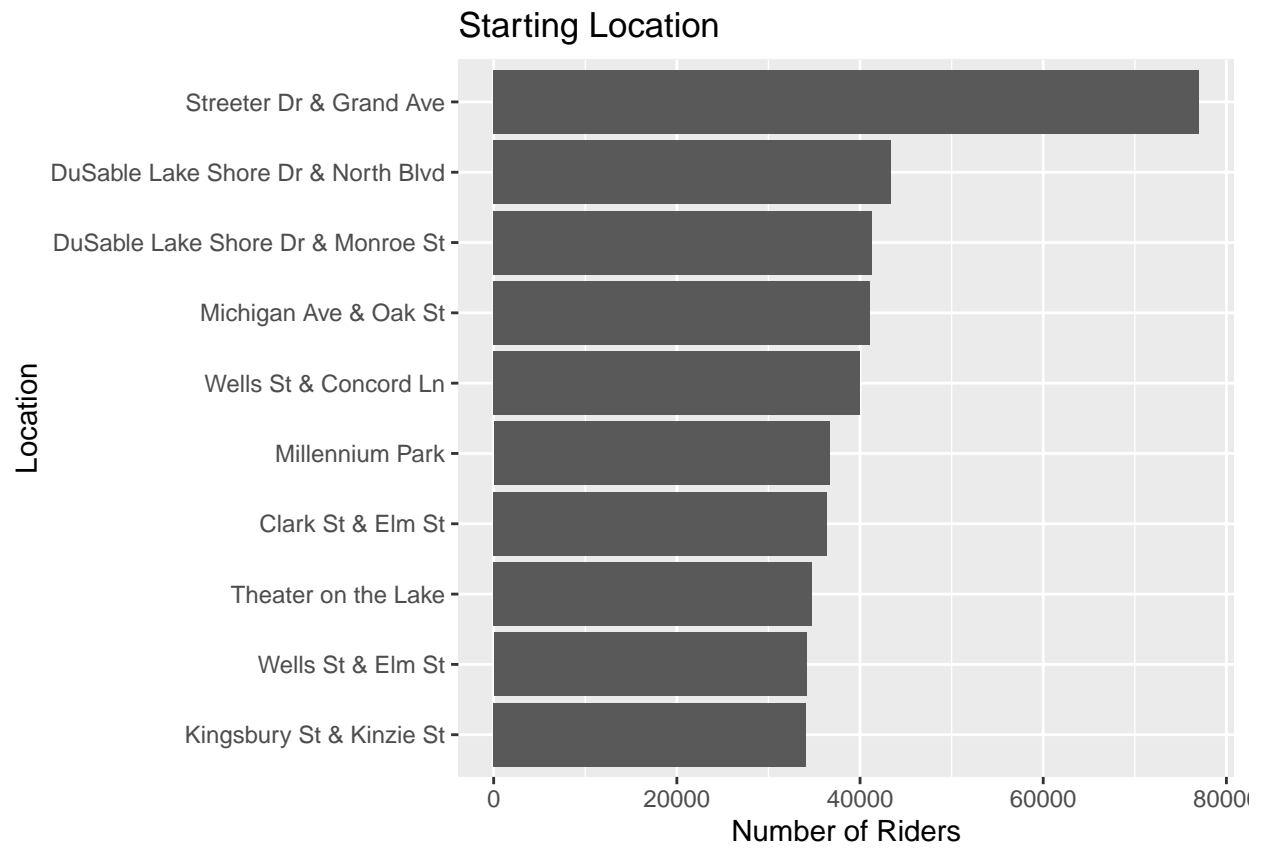 Starting Location
Streeter Dr & Grand Ave
DuSable Lake Shore Dr & North Blvd
DuSable Lake Shore Dr & Monroe St
Michigan Ave & Oak St
Wells St & Concord Ln
Millennium Park
Clark St & Elm St
Theater on the Lake
Wells St & Elm St
Kingsbury St & Kinzie St
Location
0 20000 40000 60000 80000
Number of Riders